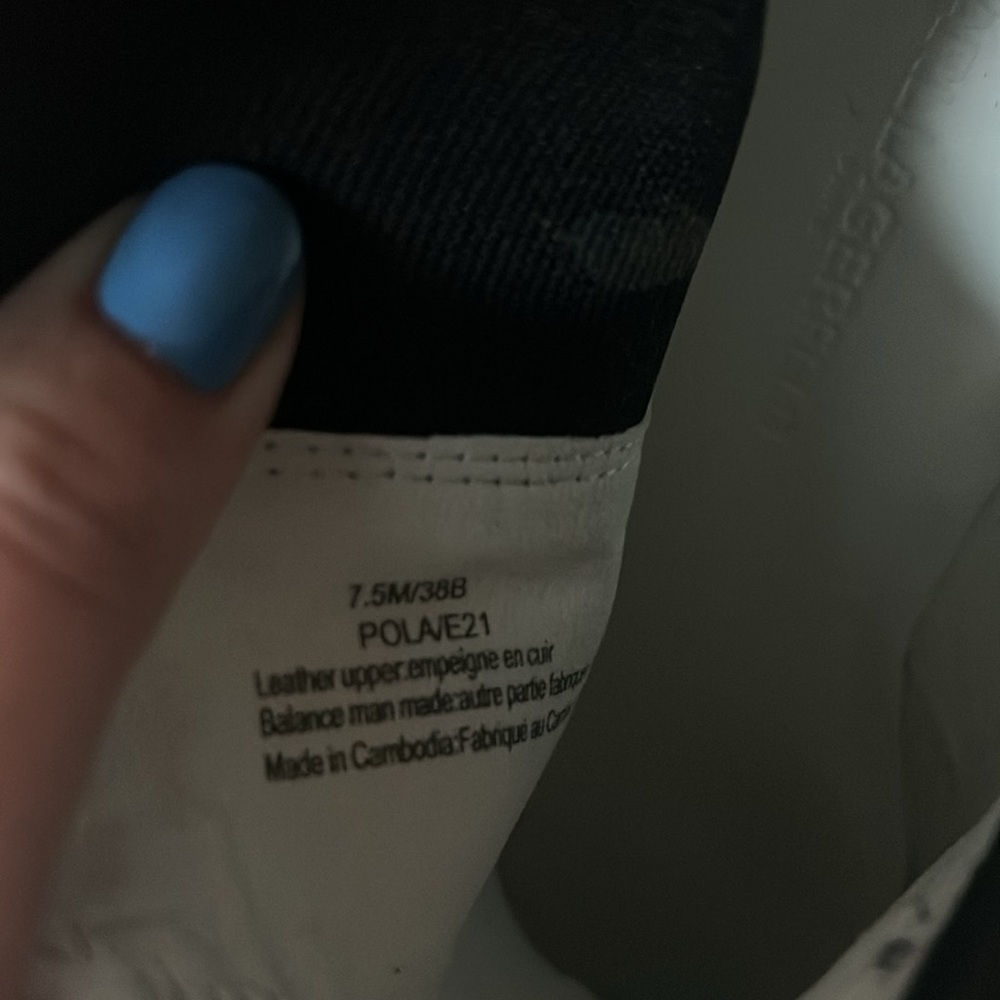 7.5M/38B
POLA/E21
Leather upper:empeigne en cuir
Balance man made:autre partie
Made in Cambodia:Fabriqué au